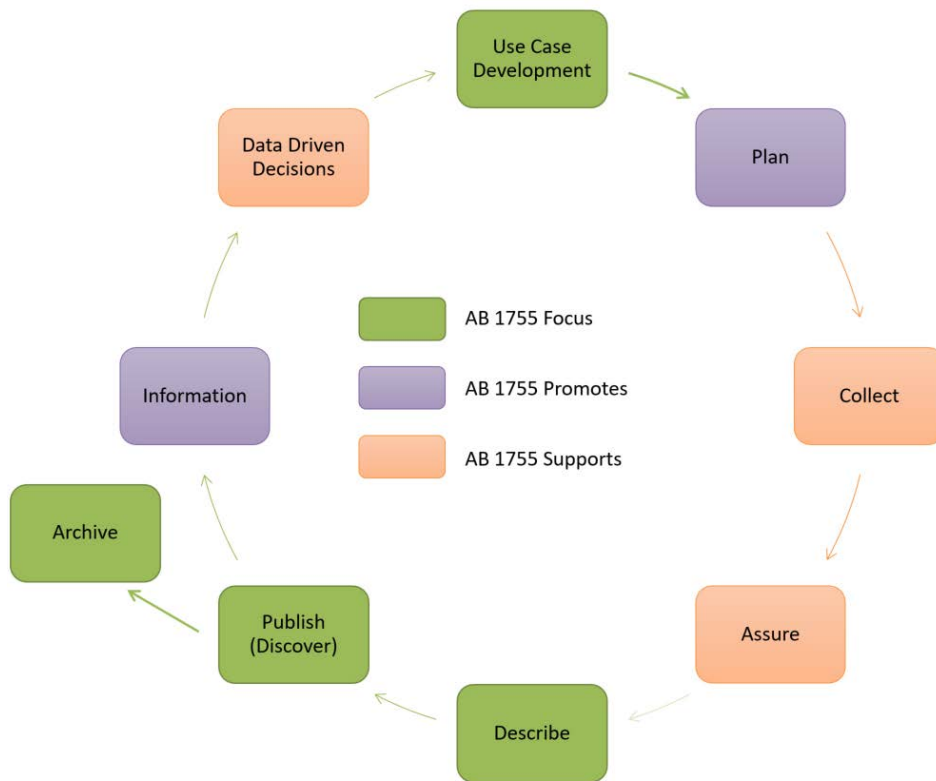 Use Case
Development
Plan
Collect
Assure
Describe
Publish
(Discover)
Archive
Information
Data Driven
Decisions
AB 1755 Focus
AB 1755 Promotes
AB 1755 Supports